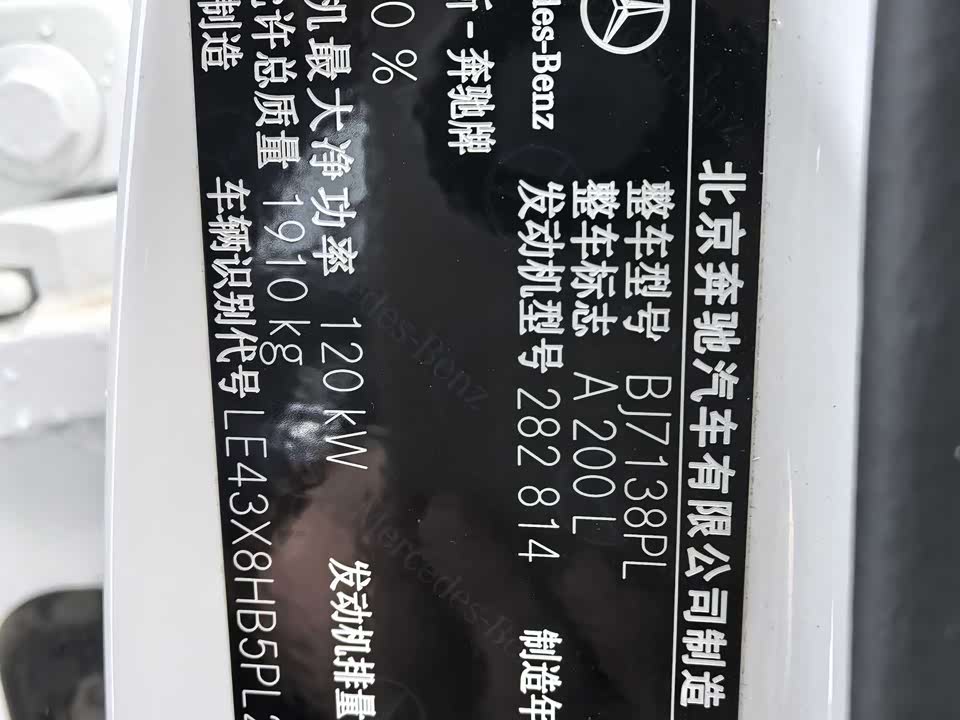 北京奔驰汽车有限公司制造
整车型号 BJ7138PL
整车标志 A 200 L
des-Benz 发动机型号 282 814 制造年
-奔驰牌
0 %
机最大净功率 120 kW 发动机排量
许总质量 1910 kg
制造 车辆识别代号 LE43X8HB5PL